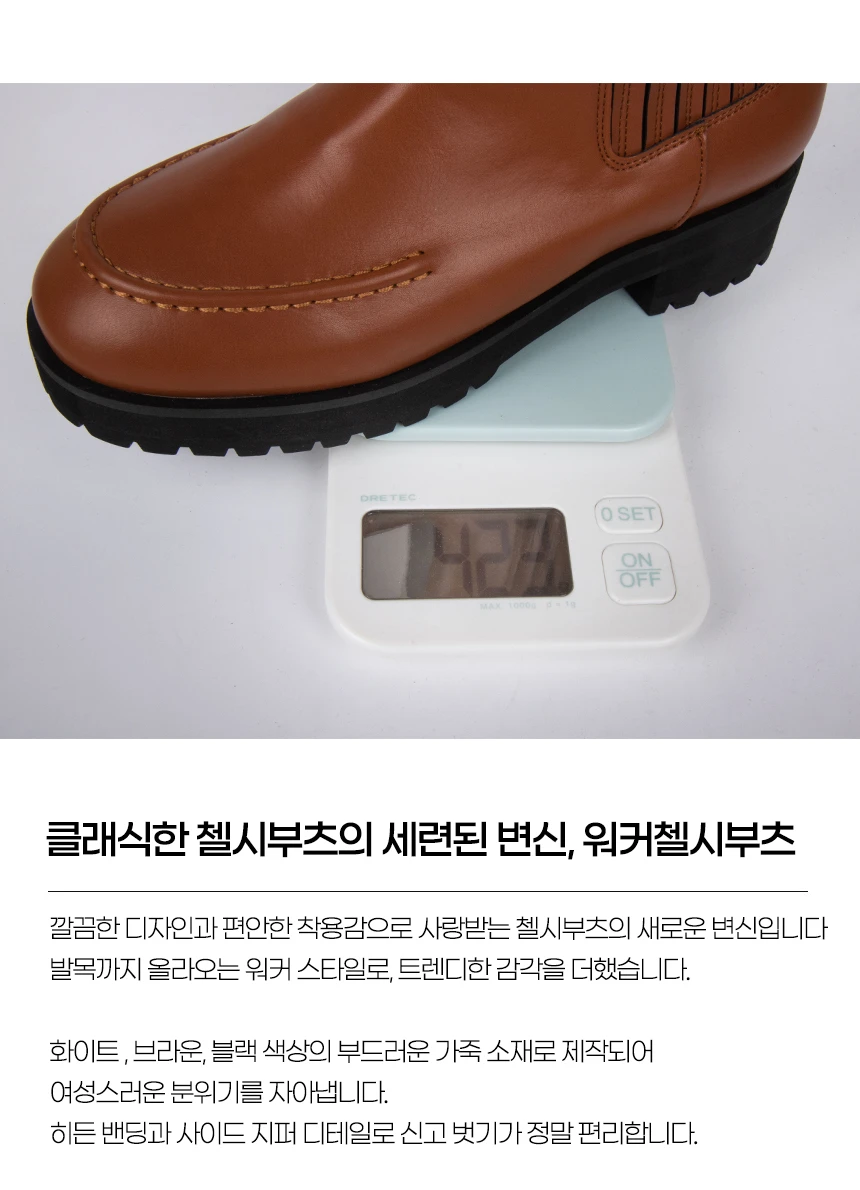 DRETEC
423
0 SET
ON
OFF
MAX 1000g
클래식한 첼시부츠의 세련된 변신, 워커첼시부츠
깔끔한 디자인과 편안한 착용감으로 사랑받는 첼시부츠의 새로운 변신입니다
발목까지 올라오는 워커 스타일로, 트렌디한 감각을 더했습니다.
화이트 , 브라운, 블랙 색상의 부드러운 가죽 소재로 제작되어
여성스러운 분위기를 자아냅니다.
히든 밴딩과 사이드 지퍼 디테일로 신고 벗기가 정말 편리합니다.